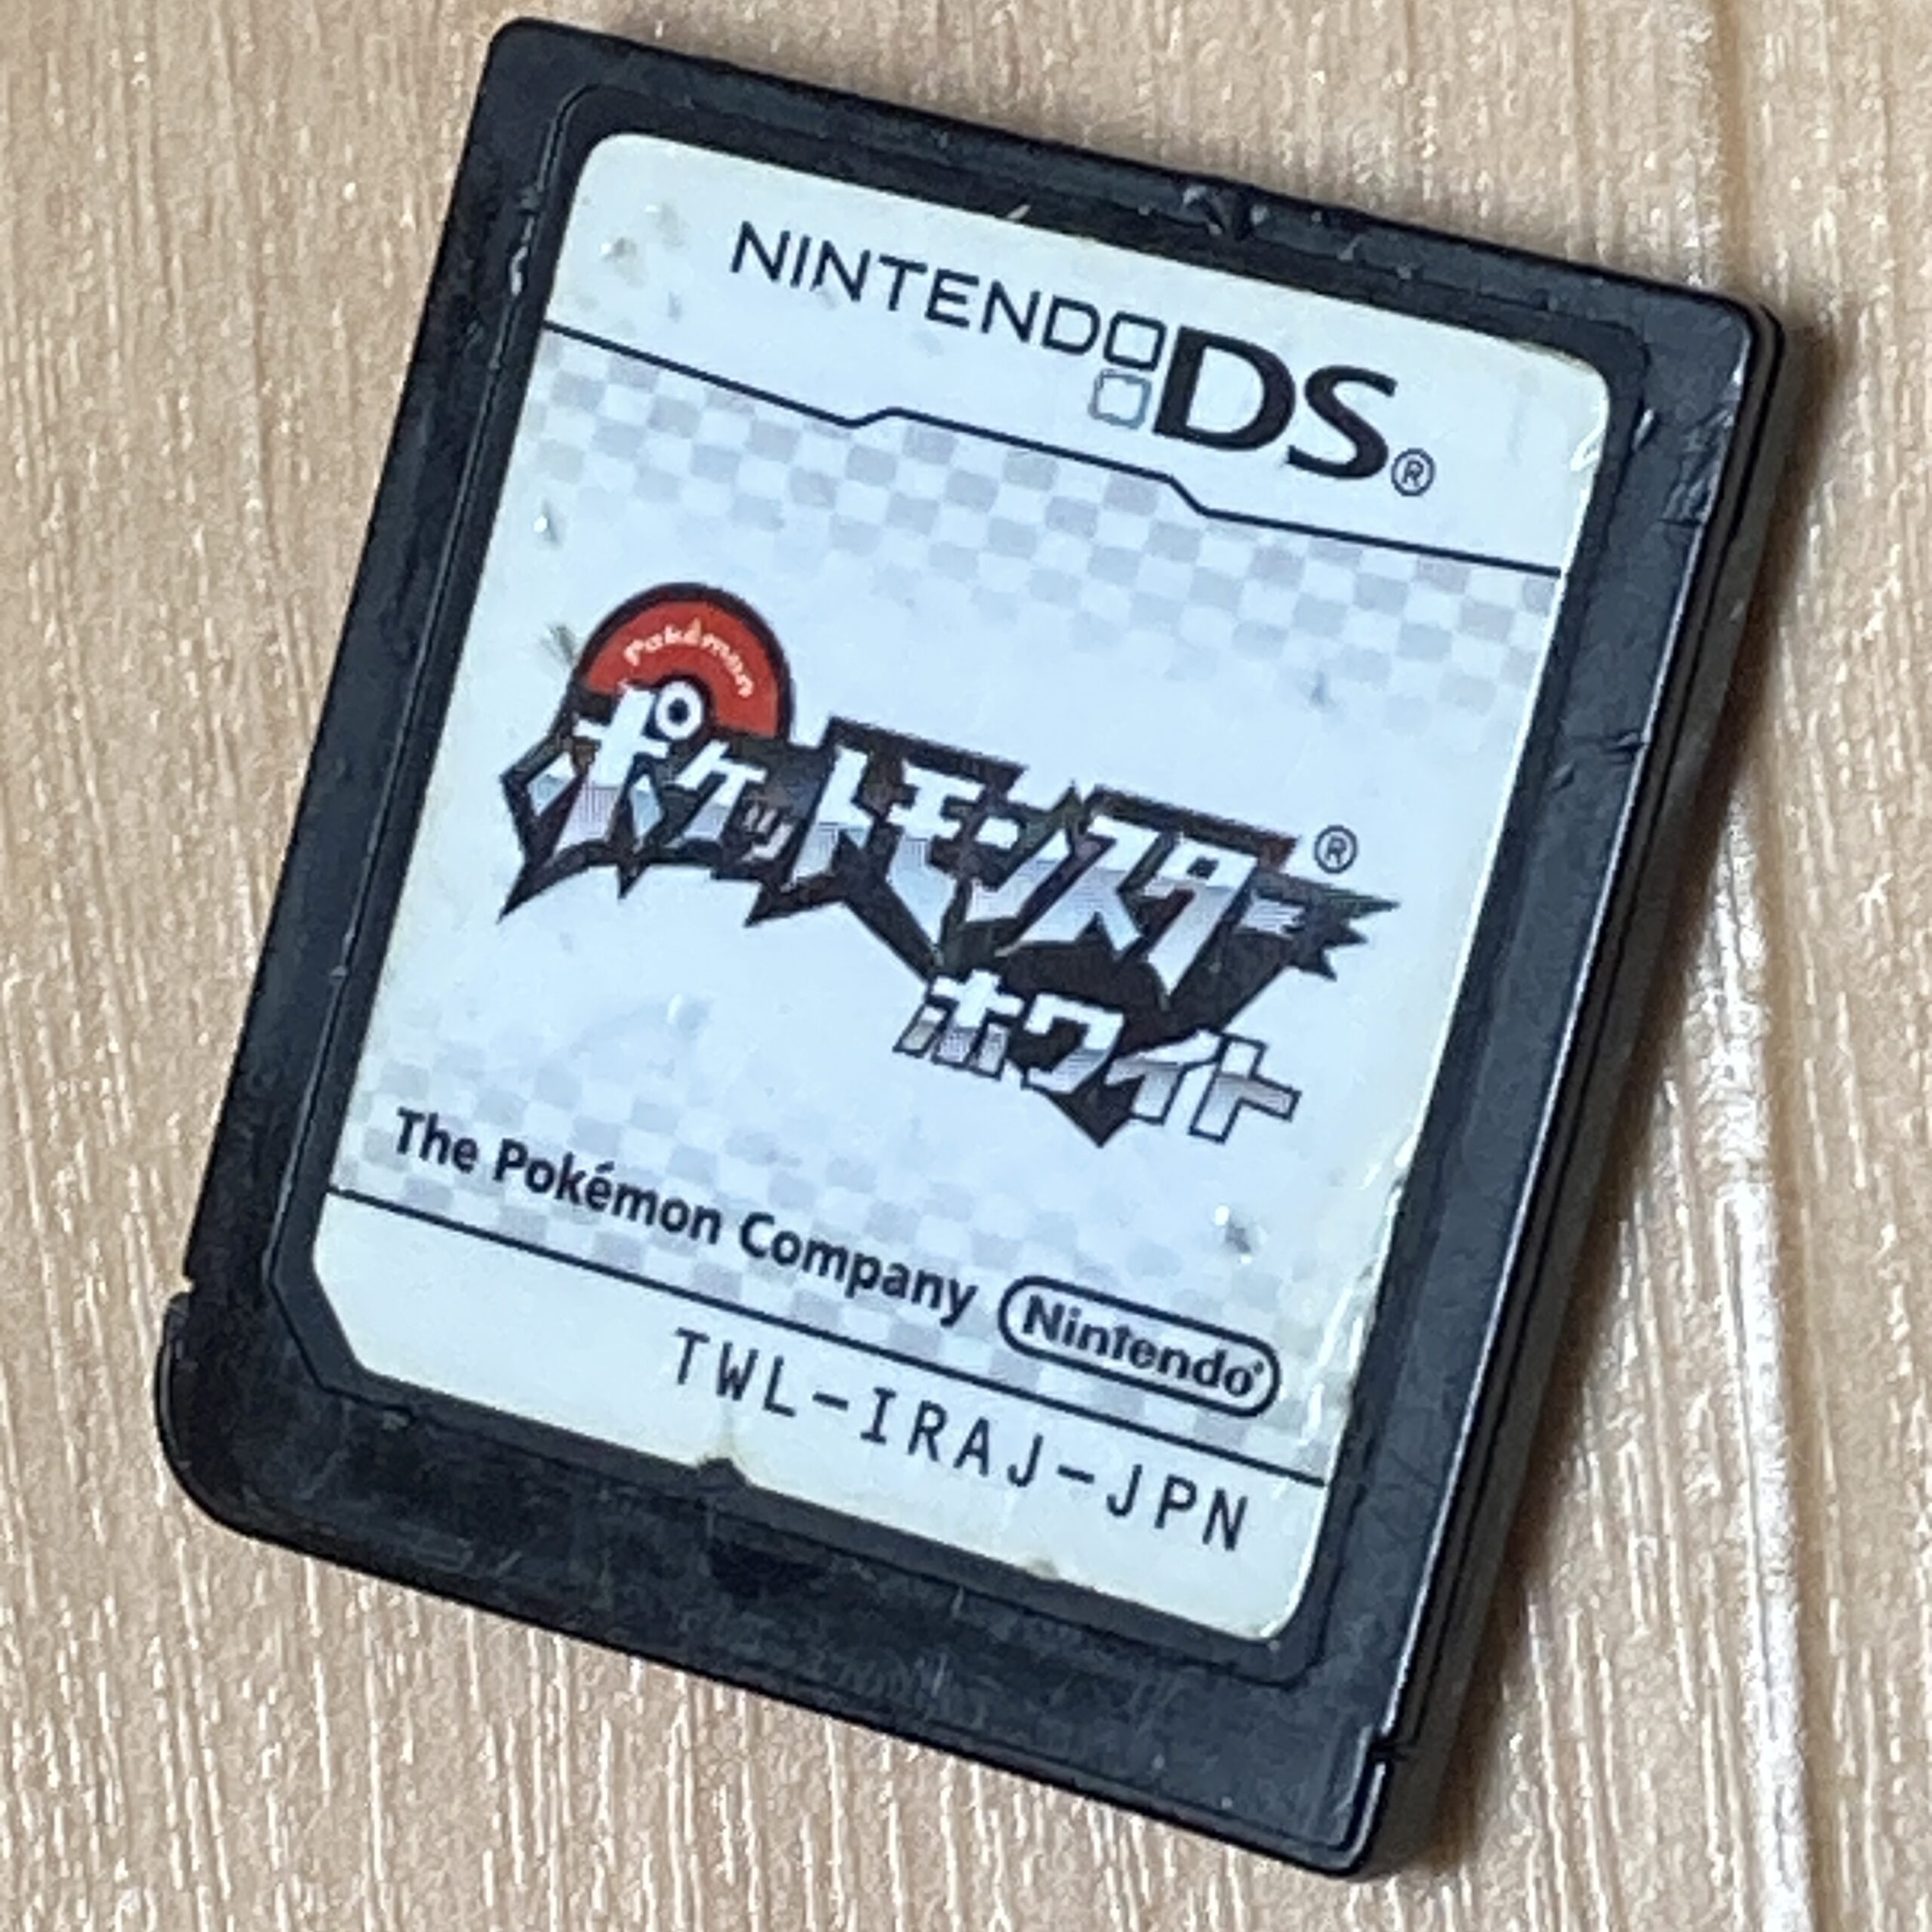 NINTENDO DS®
Pokémon
ポケットモンスター®
ホワイト
The Pokémon Company Nintendo®
TWL-IRAJ-JPN